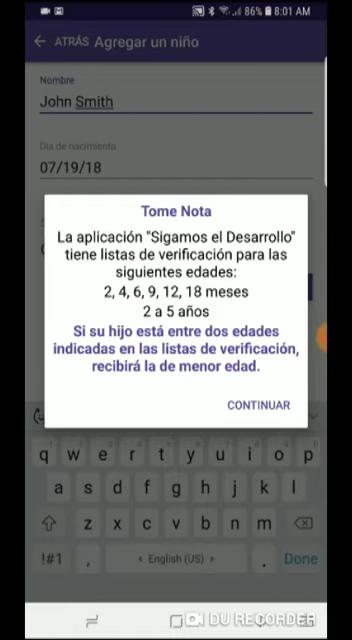 86% 8:01 AM
ATRÁS Agregar un niño
Nombre
John Smith
Dia de nacimiento
07/19/18
Tome Nota
La aplicación "Sigamos el Desarrollo"
tiene listas de verificación para las
siguientes edades:
2, 4, 6, 9, 12, 18 meses
2 a 5 años
Si su hijo está entre dos edades
indicadas en las listas de verificación,
recibirá la de menor edad.
CONTINUAR
q w e r t y u i o p
a s d f g h j k l
z x c v b n m
!#1 , English (US) . Done
DU RECORDER